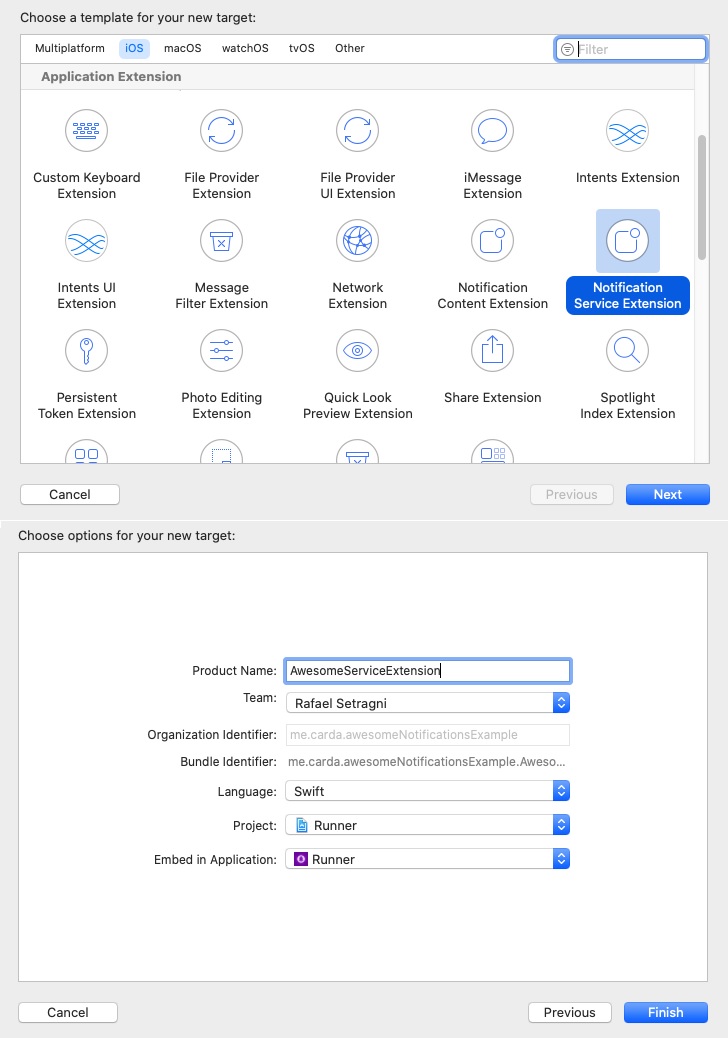 Choose a template for your new target:
Multiplatform iOS macOS watchOS tvOS Other Filter
Application Extension
Custom Keyboard Extension
File Provider Extension
File Provider UI Extension
iMessage Extension
Intents Extension
Intents UI Extension
Message Filter Extension
Network Extension
Notification Content Extension
Notification Service Extension
Persistent Token Extension
Photo Editing Extension
Quick Look Preview Extension
Share Extension
Spotlight Index Extension
Cancel Previous Next
Choose options for your new target:
Product Name: AwesomeServiceExtension
Team: Rafael Setragni
Organization Identifier: me.carda.awesomeNotificationsExample
Bundle Identifier: me.carda.awesomeNotificationsExample.Aweso...
Language: Swift
Project: Runner
Embed in Application: Runner
Cancel Previous Finish